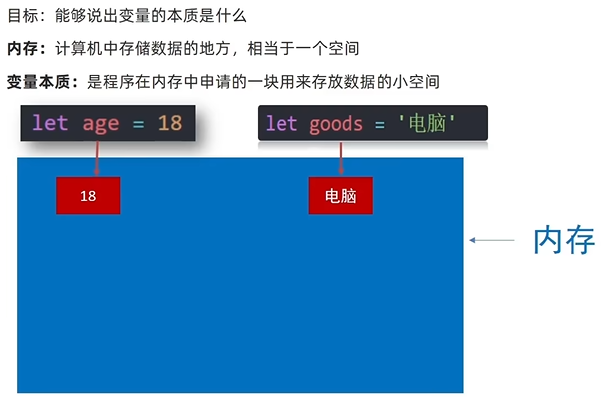 目标：能够说出变量的本质是什么
内存：计算机中存储数据的地方，相当于一个空间
变量本质：是程序在内存中申请的一块用来存放数据的小空间
let age = 18
let goods = '电脑'
18
电脑
内存